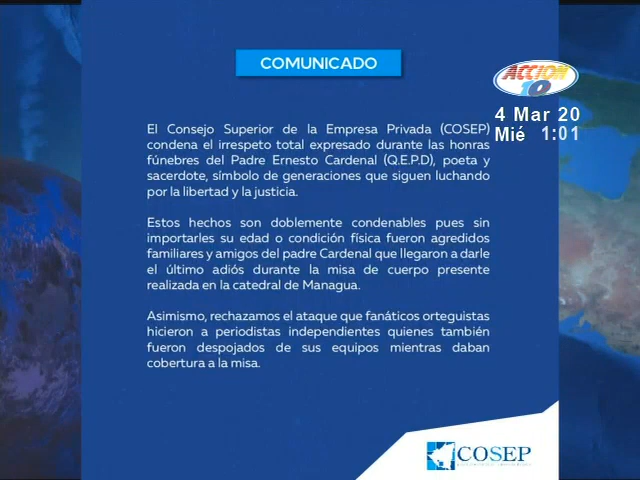 COMUNICADO
ACCION
10
4 Mar 20
Mié 1:01
El Consejo Superior de la Empresa Privada (COSEP)
condena el irrespeto total expresado durante las honras
fúnebres del Padre Ernesto Cardenal (Q.E.P.D), poeta y
sacerdote, símbolo de generaciones que siguen luchando
por la libertad y la justicia.
Estos hechos son doblemente condenables pues sin
importarles su edad o condición física fueron agredidos
familiares y amigos del padre Cardenal que llegaron a darle
el último adiós durante la misa de cuerpo presente
realizada en la catedral de Managua.
Asimismo, rechazamos el ataque que fanáticos orteguistas
hicieron a periodistas independientes quienes también
fueron despojados de sus equipos mientras daban
cobertura a la misa.
COSEP